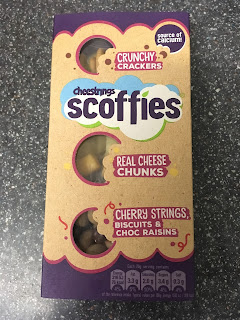 source of
calcium!
CRUNCHY
CRACKERS
cheestrings
scoffies
REAL CHEESE
CHUNKS
CHERRY STRINGS,
BISCUITS &
CHOC RAISINS